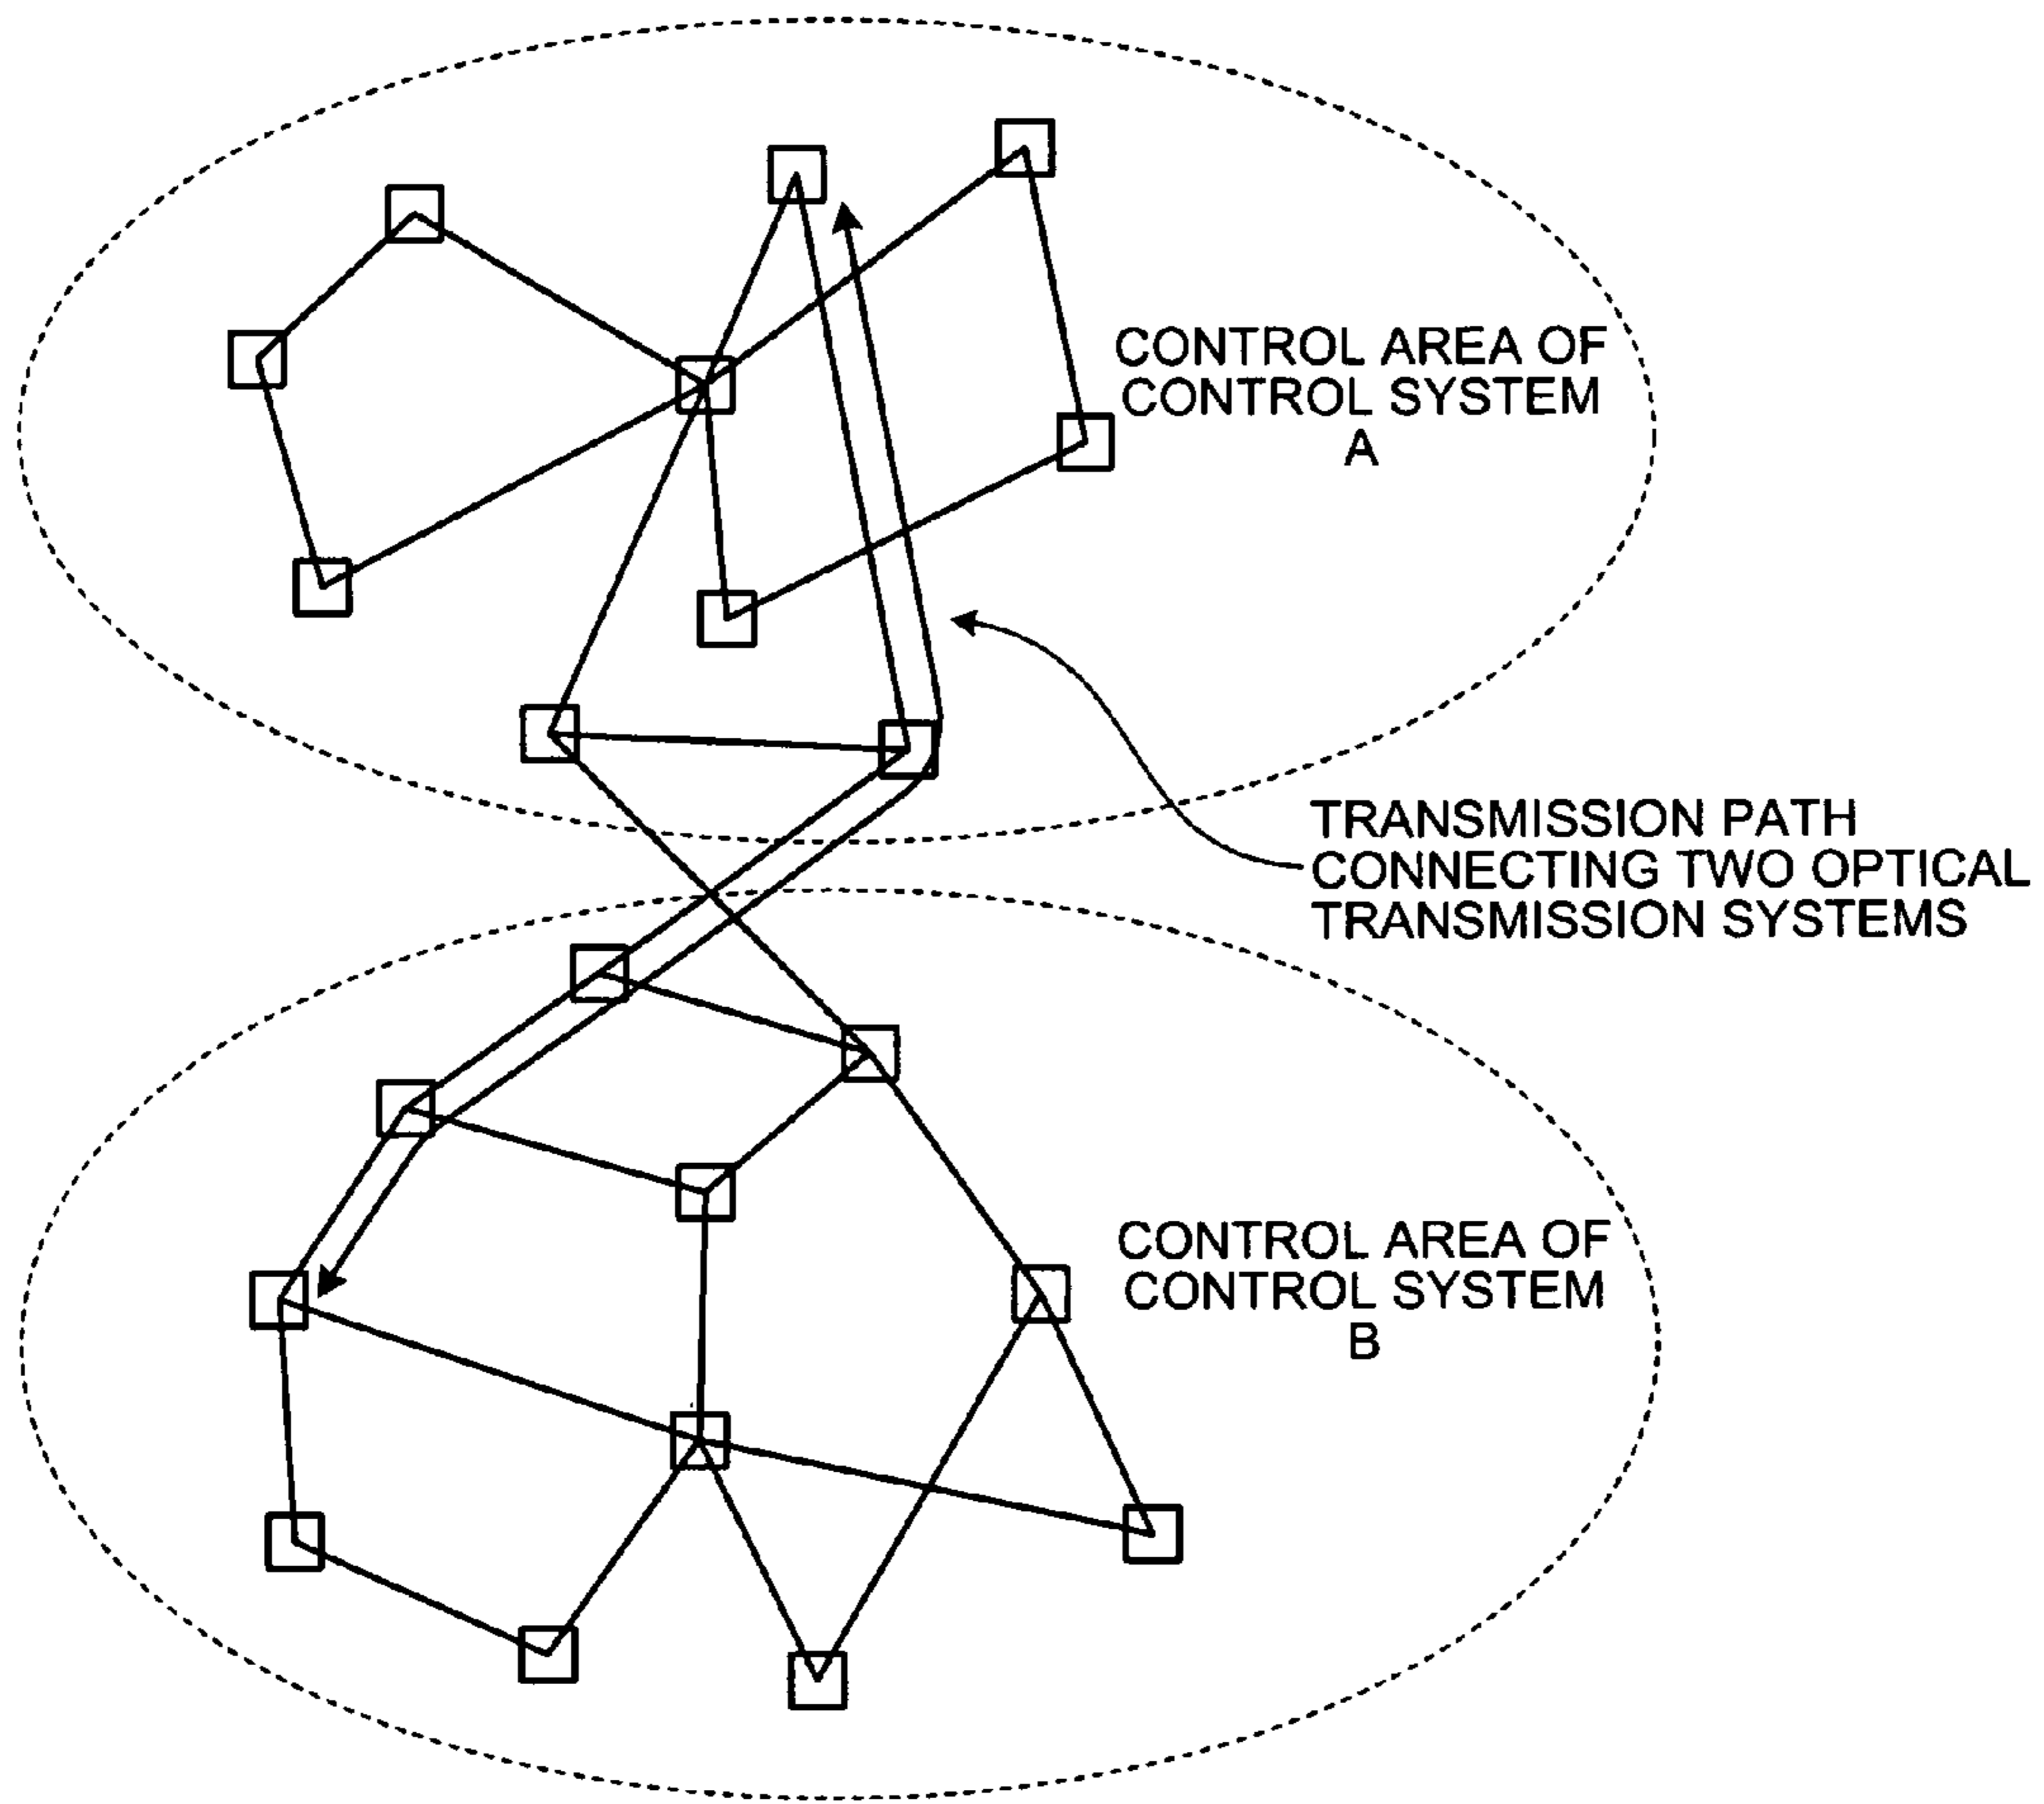 CONTROL AREA OF
CONTROL SYSTEM
A
TRANSMISSION PATH
CONNECTING TWO OPTICAL
TRANSMISSION SYSTEMS
CONTROL AREA OF
CONTROL SYSTEM
B